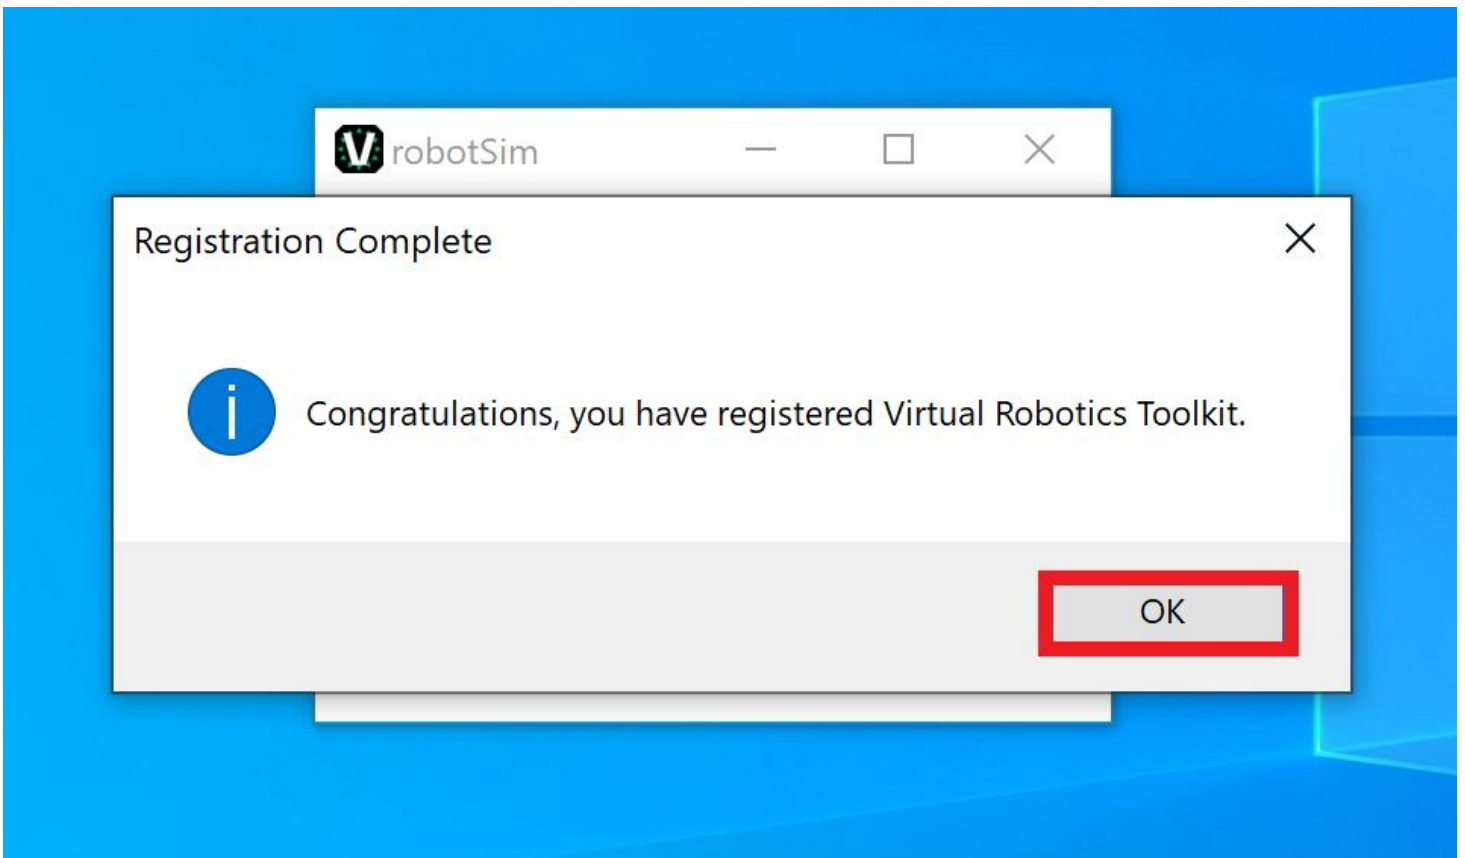 robotSim
Registration Complete
Congratulations, you have registered Virtual Robotics Toolkit.
OK